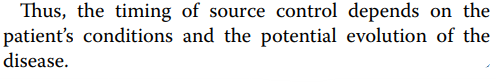 Thus, the timing of source control depends on the
patient’s conditions and the potential evolution of the
disease.